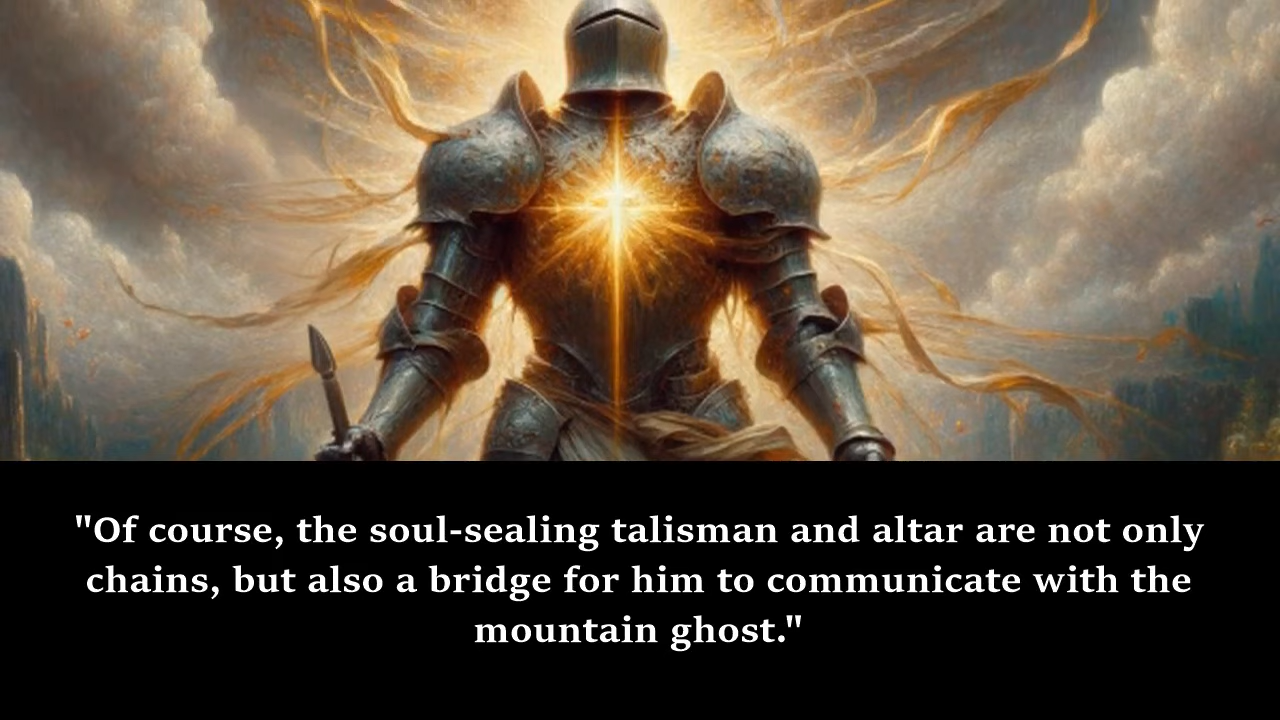 "Of course, the soul-sealing talisman and altar are not only
chains, but also a bridge for him to communicate with the
mountain ghost."